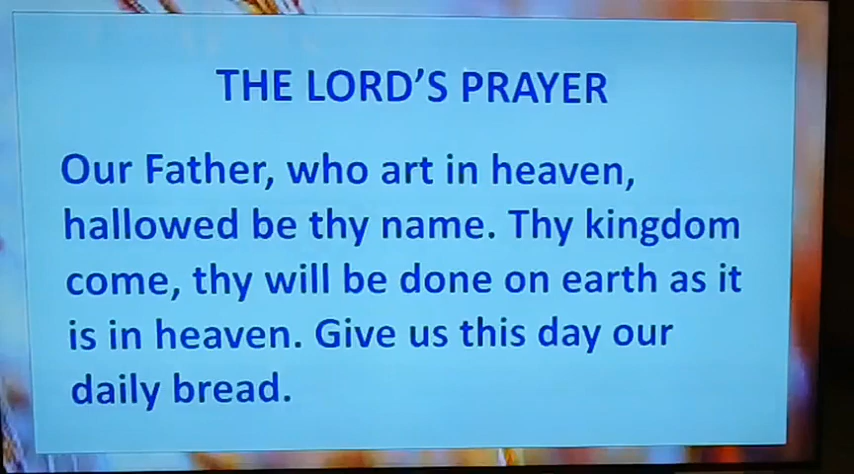 THE LORD'S PRAYER
Our Father, who art in heaven,
hallowed be thy name. Thy kingdom
come, thy will be done on earth as it
is in heaven. Give us this day our
daily bread.